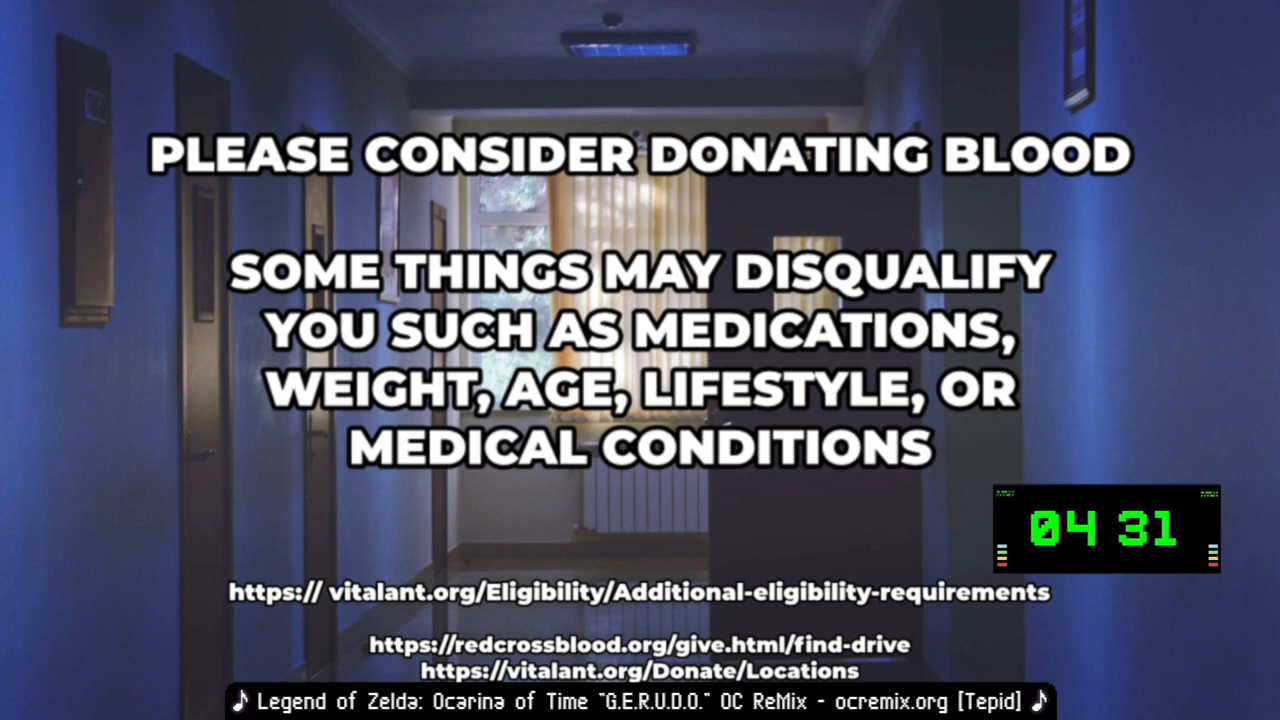 PLEASE CONSIDER DONATING BLOOD
SOME THINGS MAY DISQUALIFY
YOU SUCH AS MEDICATIONS,
WEIGHT, AGE, LIFESTYLE, OR
MEDICAL CONDITIONS
04 31
https:// vitalant.org/Eligibility/Additional-eligibility-requirements
https://redcrossblood.org/give.html/find-drive
https://vitalant.org/Donate/Locations
♪ Legend of Zelda: Ocarina of Time "G.E.R.U.D.O." OC ReMix - ocremix.org [Tepid] ♪